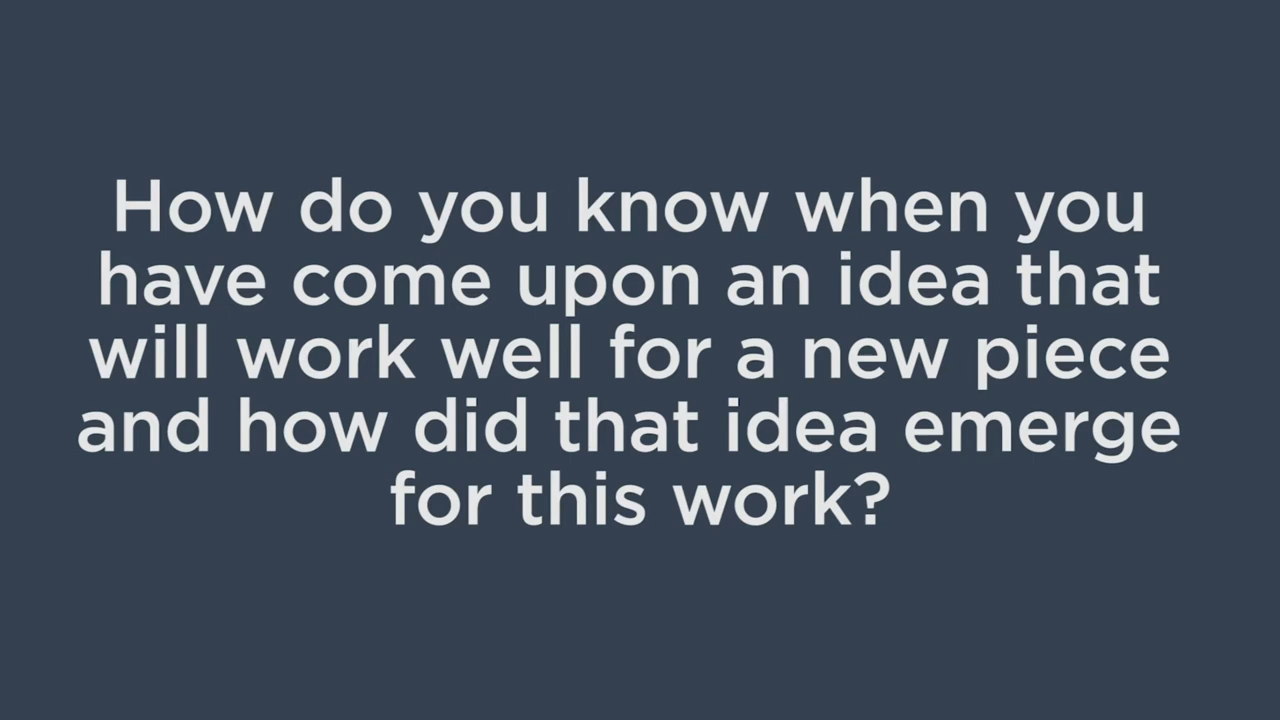 How do you know when you
have come upon an idea that
will work well for a new piece
and how did that idea emerge
for this work?